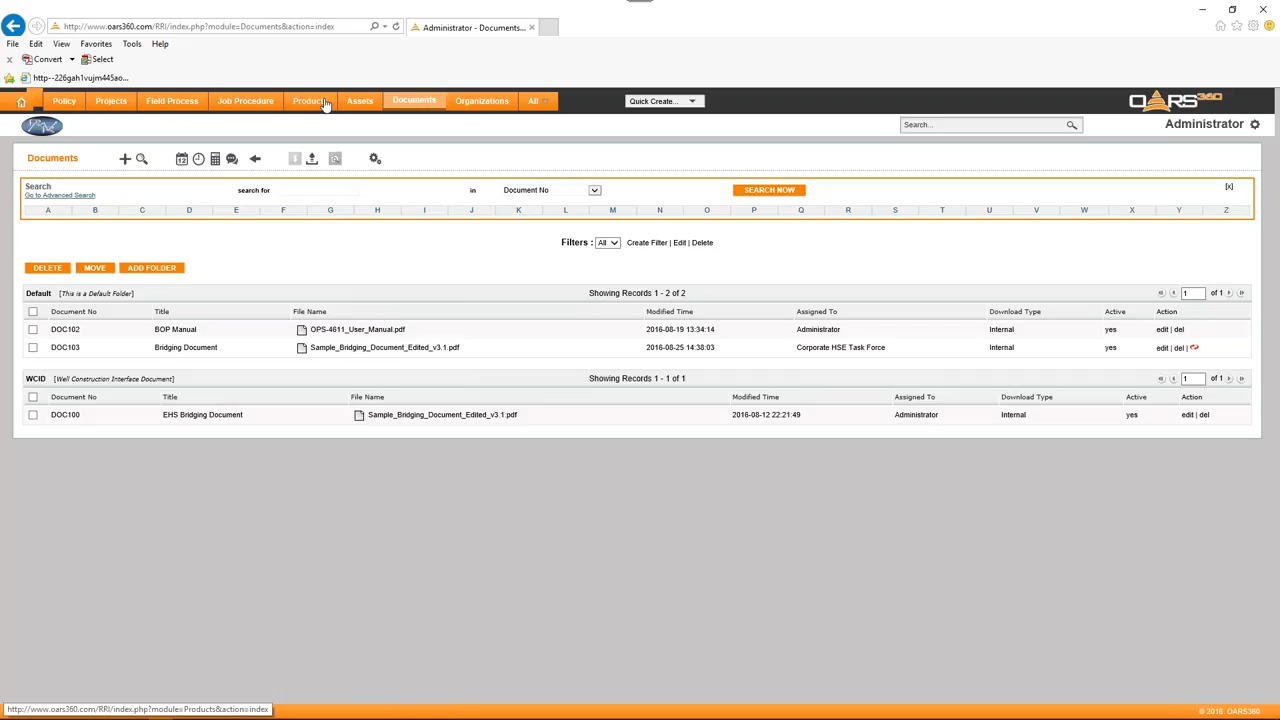 http://www.oars360.com/RRI/index.php?module=Documents&action=index
Administrator - Documents...
File Edit View Favorites Tools Help
Convert Select
http--226gah1vujm445ao...
Policy Projects Field Process Job Procedure Products Assets Documents Organizations All Quick Create... OARS360
Search... Administrator
Documents
Search
Go to Advanced Search
search for in Document No SEARCH NOW [x]
A B C D E F G H I J K L M N O P Q R S T U V W X Y Z
Filters : All Create Filter | Edit | Delete
DELETE MOVE ADD FOLDER
Default [This is a Default Folder] Showing Records 1 - 2 of 2 1 of 1
Document No Title File Name Modified Time Assigned To Download Type Active Action
DOC102 BOP Manual OPS-4611_User_Manual.pdf 2016-08-19 13:34:14 Administrator Internal yes edit | del
DOC103 Bridging Document Sample_Bridging_Document_Edited_v3.1.pdf 2016-08-25 14:38:03 Corporate HSE Task Force Internal yes edit | del |
WCID [Well Construction Interface Document] Showing Records 1 - 1 of 1 1 of 1
Document No Title File Name Modified Time Assigned To Download Type Active Action
DOC100 EHS Bridging Document Sample_Bridging_Document_Edited_v3.1.pdf 2016-08-12 22:21:49 Administrator Internal yes edit | del
http://www.oars360.com/RRI/index.php?module=Products&action=index
© 2016 OARS360